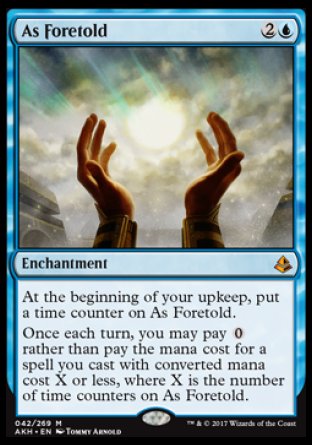 As Foretold 2
Enchantment
At the beginning of your upkeep, put
a time counter on As Foretold.
Once each turn, you may pay 0
rather than pay the mana cost for a
spell you cast with converted mana
cost X or less, where X is the number
of time counters on As Foretold.
042/269 M
AKH • EN TOMMY ARNOLD
™ & © 2017 Wizards of the Coast